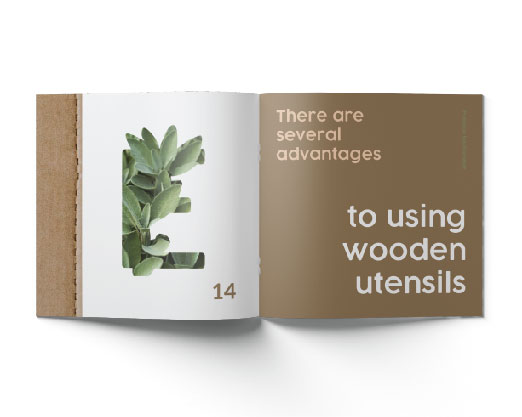 E
14
There are
several
advantages
to using
wooden
utensils